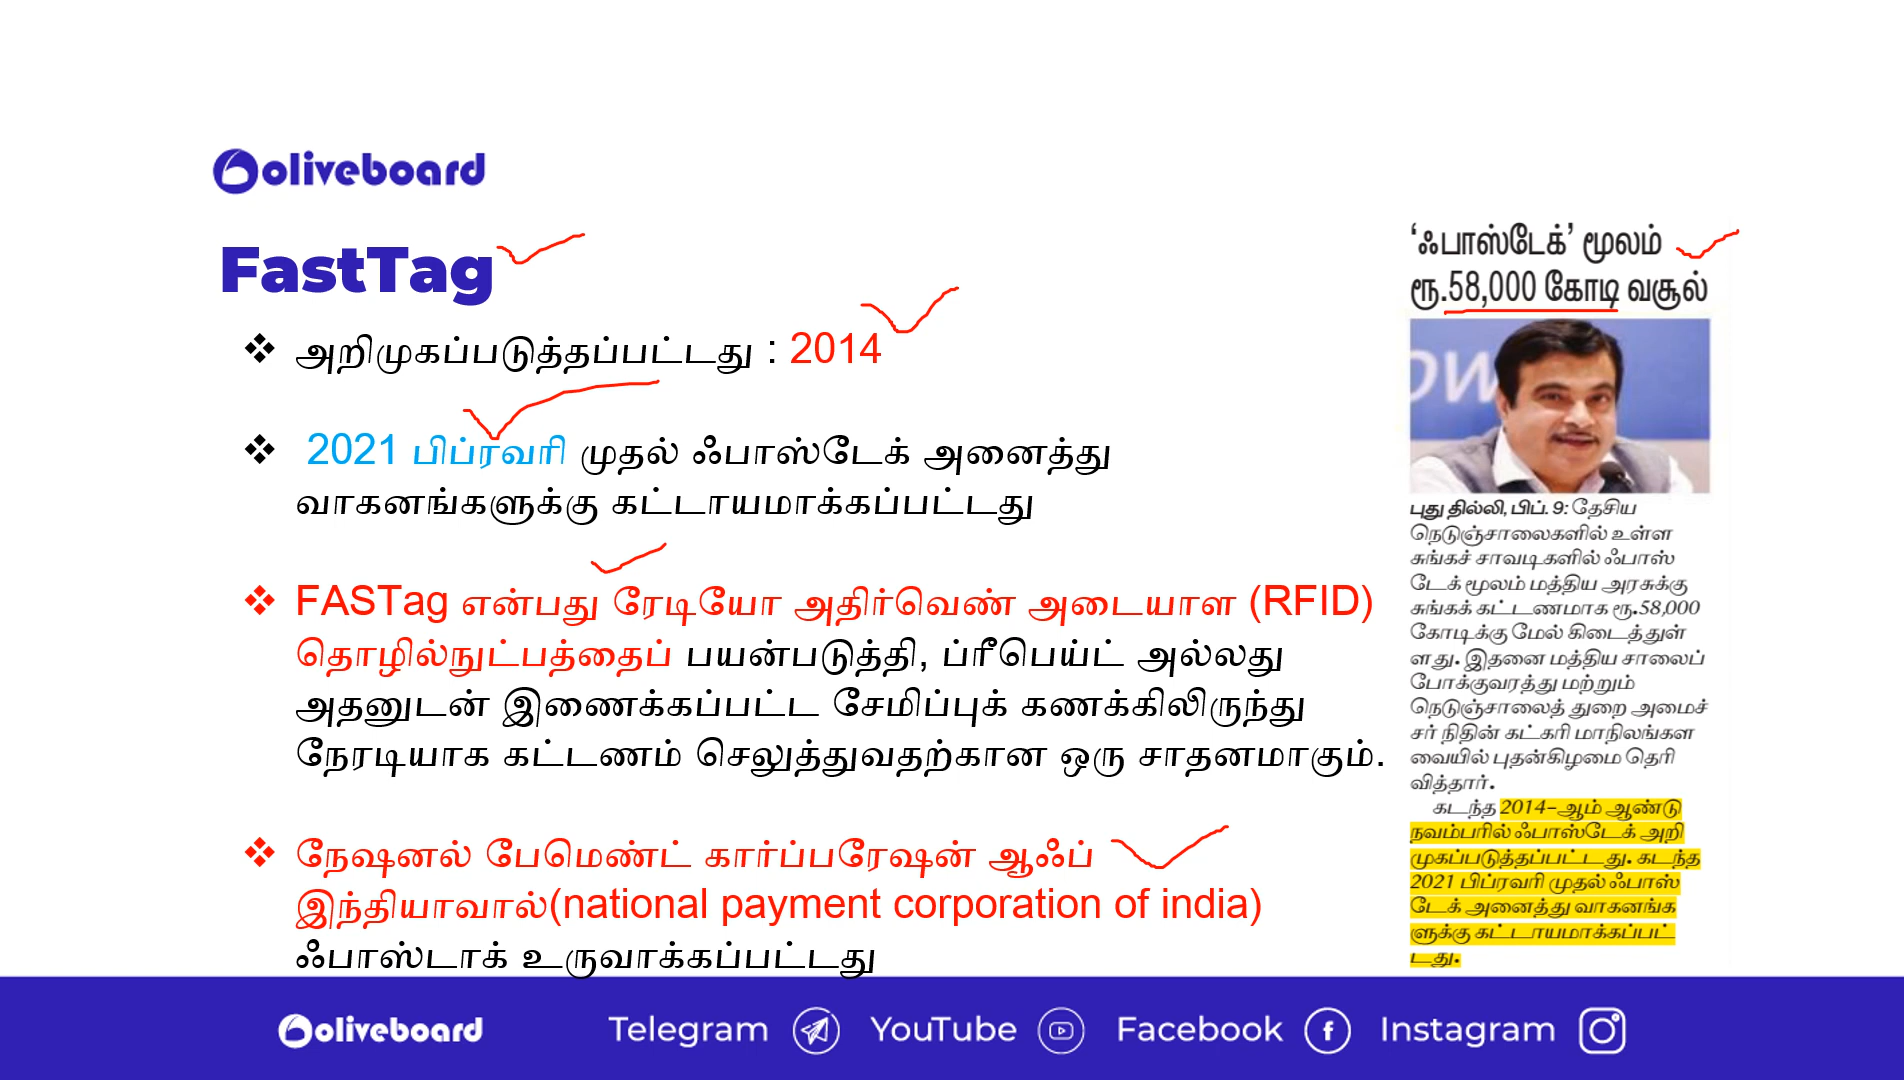 oliveboard
FastTag
❖ அறிமுகப்படுத்தப்பட்டது : 2014
❖ 2021 பிப்ரவரி முதல் ஃபாஸ்டேக் அனைத்து
வாகனங்களுக்கு கட்டாயமாக்கப்பட்டது
❖ FASTag என்பது ரேடியோ அதிர்வெண் அடையாள (RFID)
தொழில்நுட்பத்தைப் பயன்படுத்தி, ப்ரீபெய்ட் அல்லது
அதனுடன் இணைக்கப்பட்ட சேமிப்புக் கணக்கிலிருந்து
நேரடியாக கட்டணம் செலுத்துவதற்கான ஒரு சாதனமாகும்.
❖ நேஷனல் பேமெண்ட் கார்ப்பரேஷன் ஆஃப்
இந்தியாவால்(national payment corporation of india)
ஃபாஸ்டாக் உருவாக்கப்பட்டது
‘ஃபாஸ்டேக்’ மூலம்
ரூ.58,000 கோடி வசூல்
OW
புது தில்லி, பிப். 9: தேசிய
நெடுஞ்சாலைகளில் உள்ள
சுங்கச் சாவடிகளில் ஃபாஸ்
டேக் மூலம் மத்திய அரசுக்கு
சுங்கக் கட்டணமாக ரூ.58,000
கோடிக்கு மேல் கிடைத்துள்
ளது. இதனை மத்திய சாலைப்
போக்குவரத்து மற்றும்
நெடுஞ்சாலைத் துறை அமைச்
சர் நிதின் கட்கரி மாநிலங்கள
வையில் புதன்கிழமை தெரி
வித்தார்.
கடந்த 2014-ஆம் ஆண்டு
நவம்பரில் ஃபாஸ்டேக் அறி
முகப்படுத்தப்பட்டது. கடந்த
2021 பிப்ரவரி முதல் ஃபாஸ்
டேக் அனைத்து வாகனங்க
ளுக்கு கட்டாயமாக்கப்பட்
டது.
oliveboard Telegram YouTube Facebook Instagram